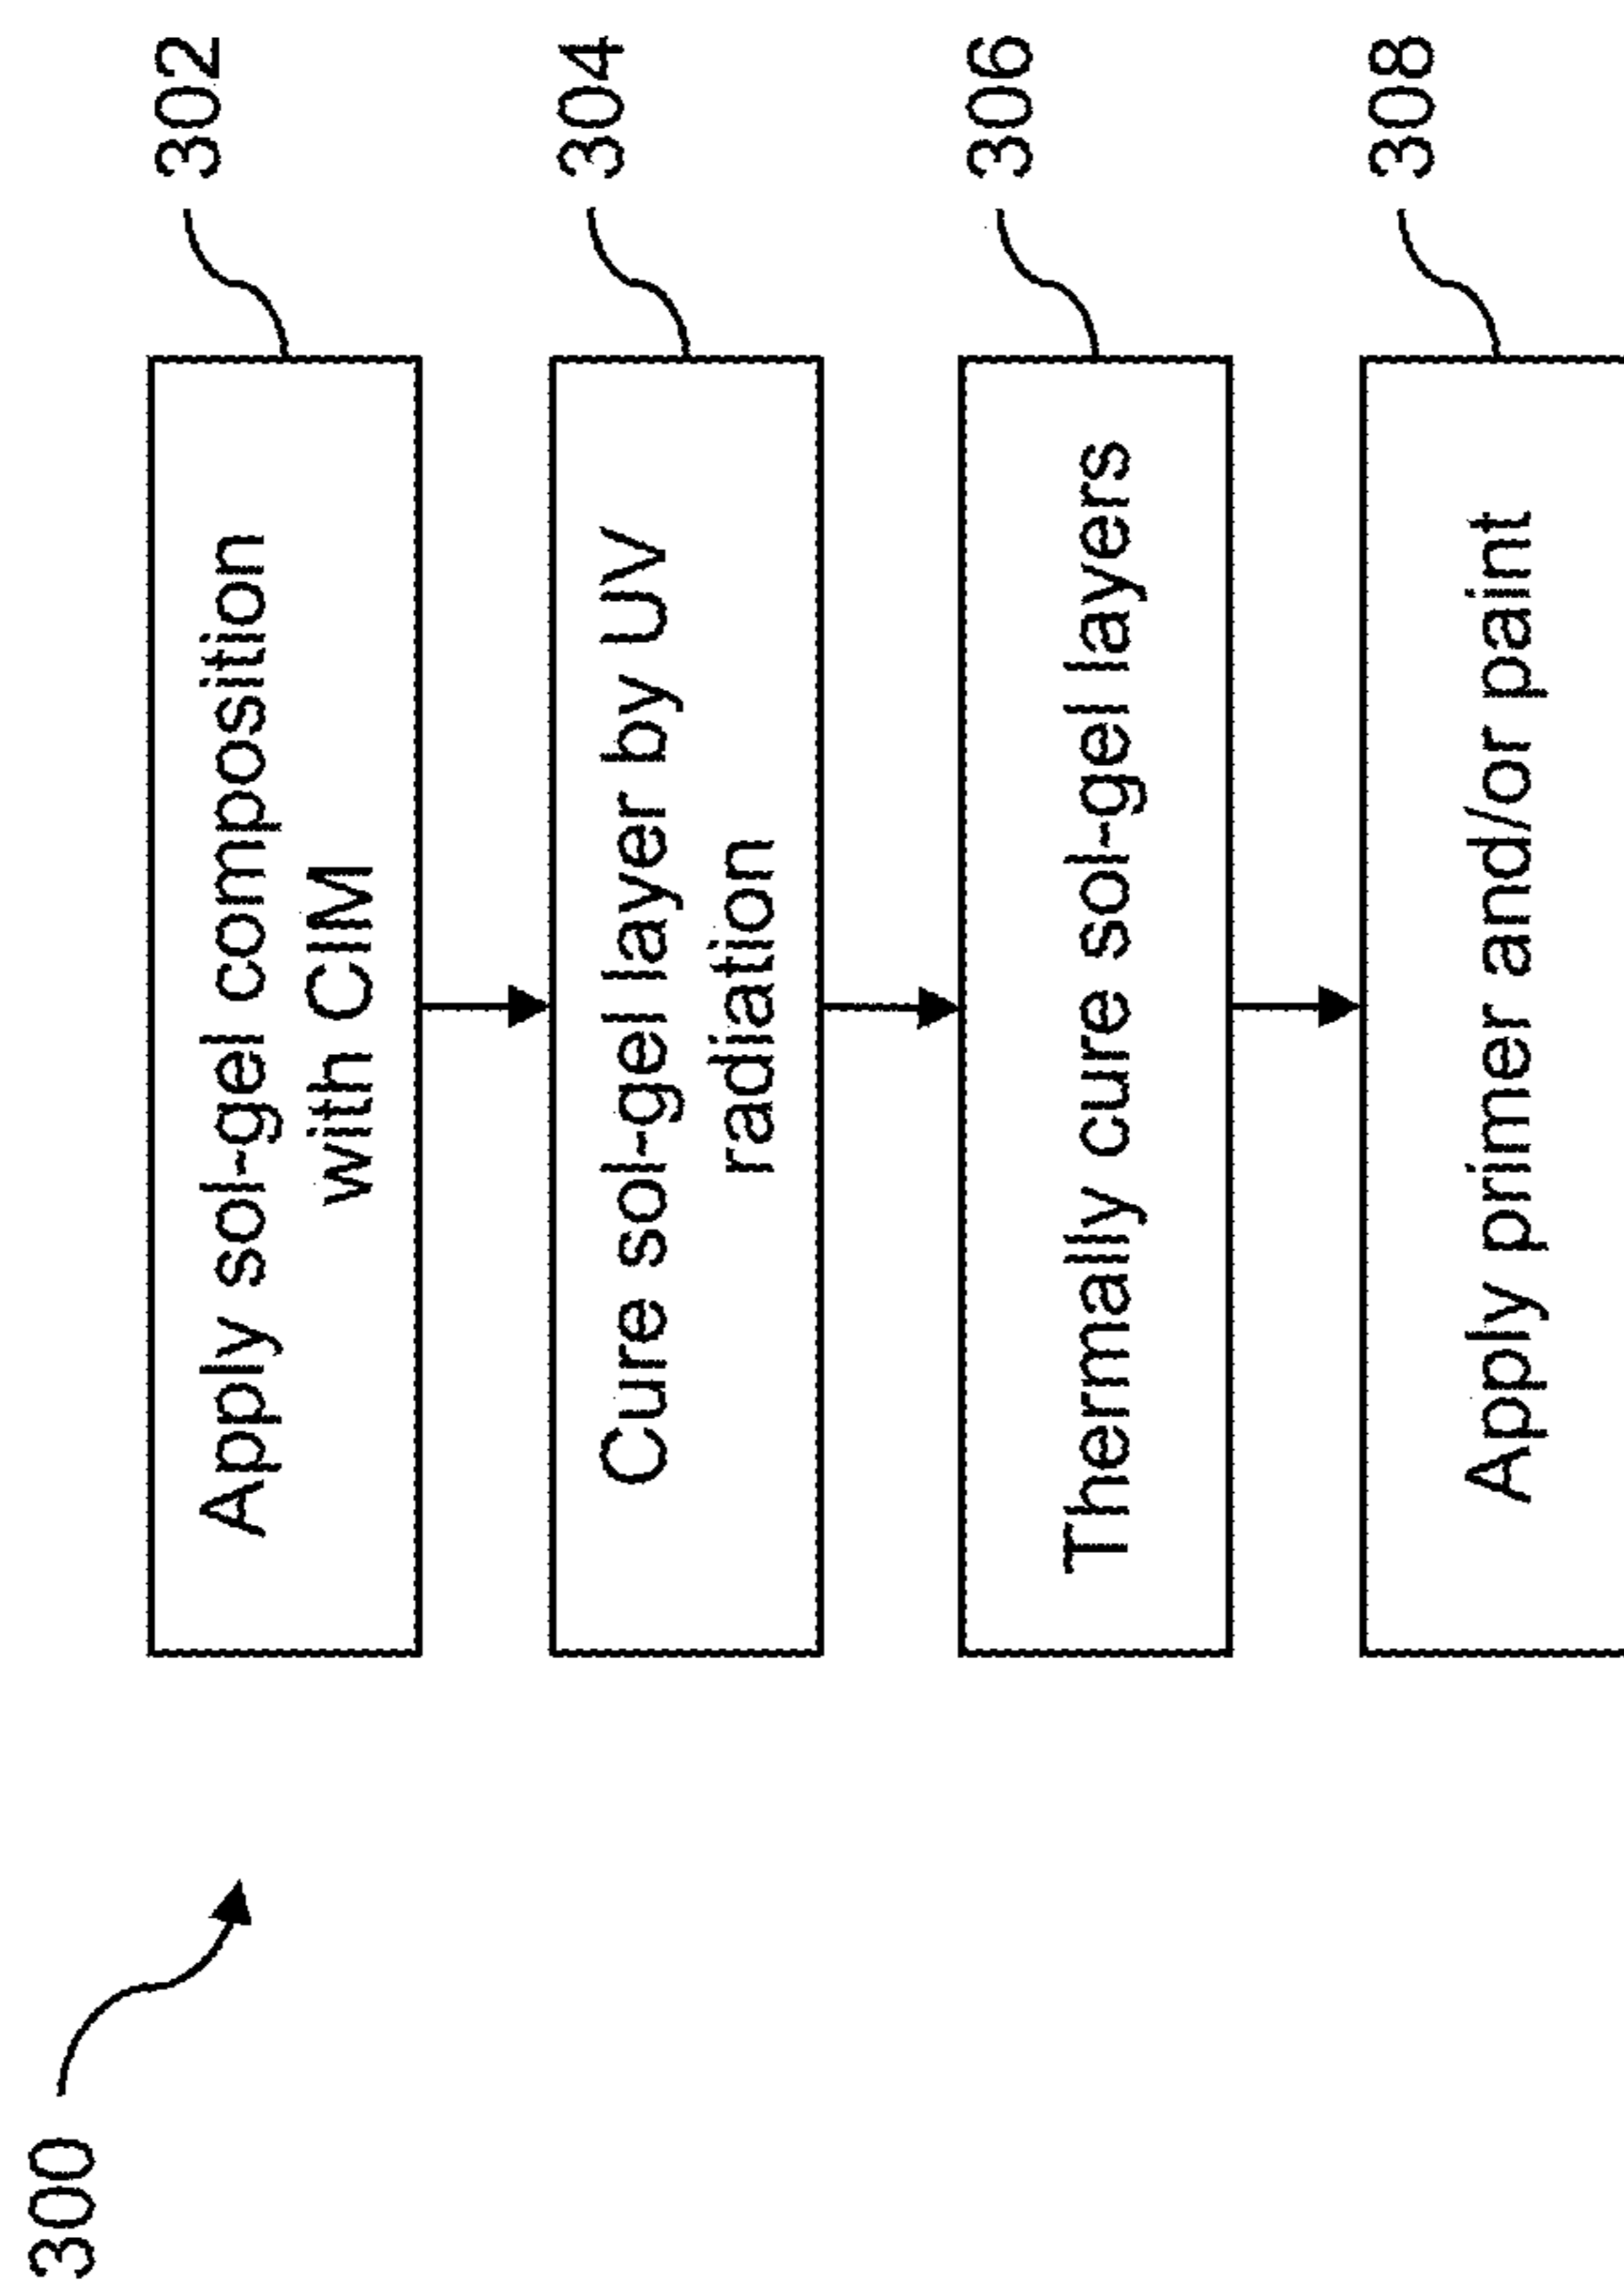 300
Apply sol-gel composition
with CIM
302
Cure sol-gel layer by UV
radiation
304
Thermally cure sol-gel layers
306
Apply primer and/or paint
308